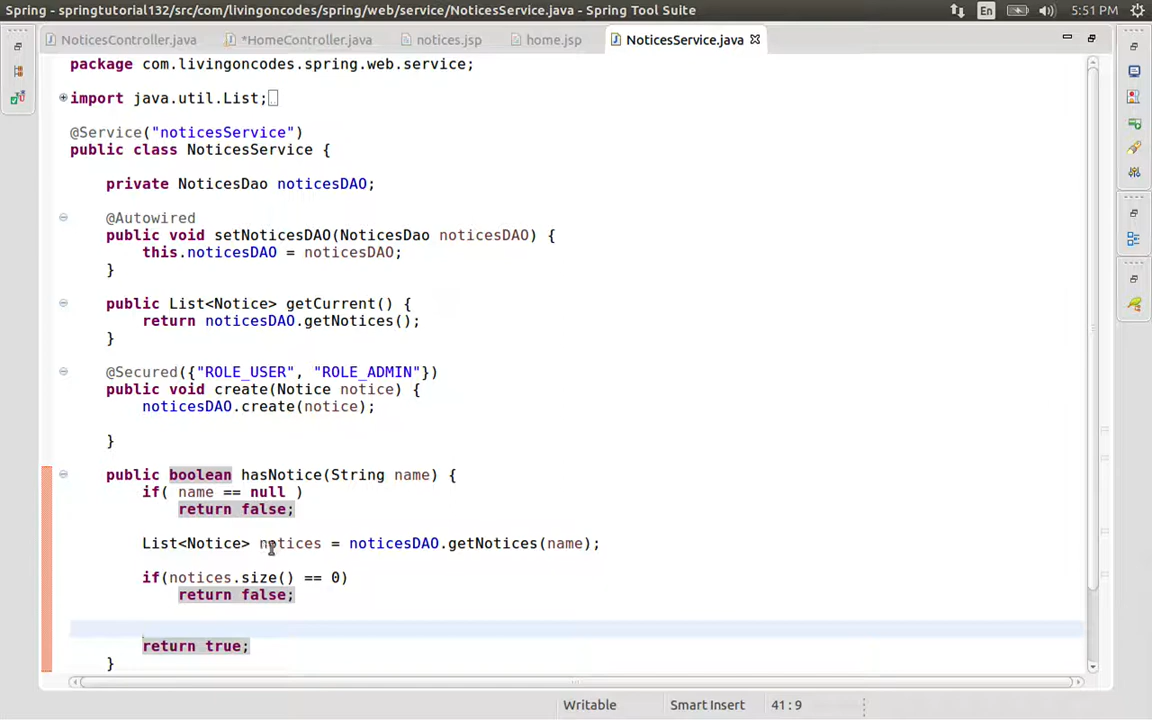 Spring - springtutorial132/src/com/livingoncodes/spring/web/service/NoticesService.java - Spring Tool Suite
En
5:51 PM
NoticesController.java
*HomeController.java
notices.jsp
home.jsp
NoticesService.java
package com.livingoncodes.spring.web.service;
import java.util.List;
@Service("noticesService")
public class NoticesService {
private NoticesDao noticesDAO;
@Autowired
public void setNoticesDAO(NoticesDao noticesDAO) {
this.noticesDAO = noticesDAO;
}
public List<Notice> getCurrent() {
return noticesDAO.getNotices();
}
@Secured({"ROLE_USER", "ROLE_ADMIN"})
public void create(Notice notice) {
noticesDAO.create(notice);
}
public boolean hasNotice(String name) {
if( name == null )
return false;
List<Notice> notices = noticesDAO.getNotices(name);
if(notices.size() == 0)
return false;
return true;
}
Writable
Smart Insert
41 : 9